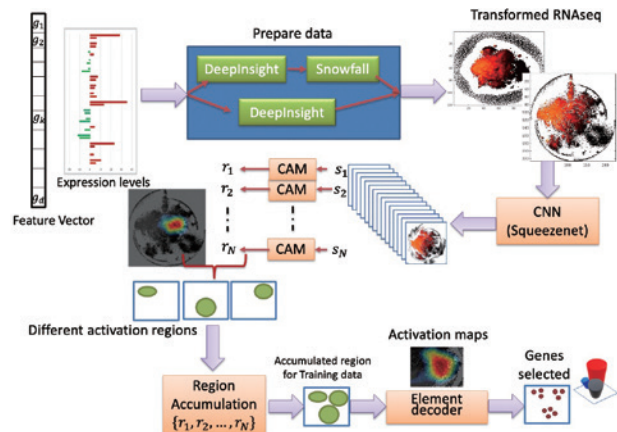 Transformed RNAseq
Prepare data
g1
g2
gk
gd
DeepInsight
Snowfall
DeepInsight
Expression levels
Feature Vector
r1
CAM
s1
r2
CAM
s2
rN
CAM
sN
CNN
(Squeezenet)
Different activation regions
Activation maps
Accumulated region
for Training data
Region
Accumulation
{r1, r2, ..., rN}
Element
decoder
Genes
selected